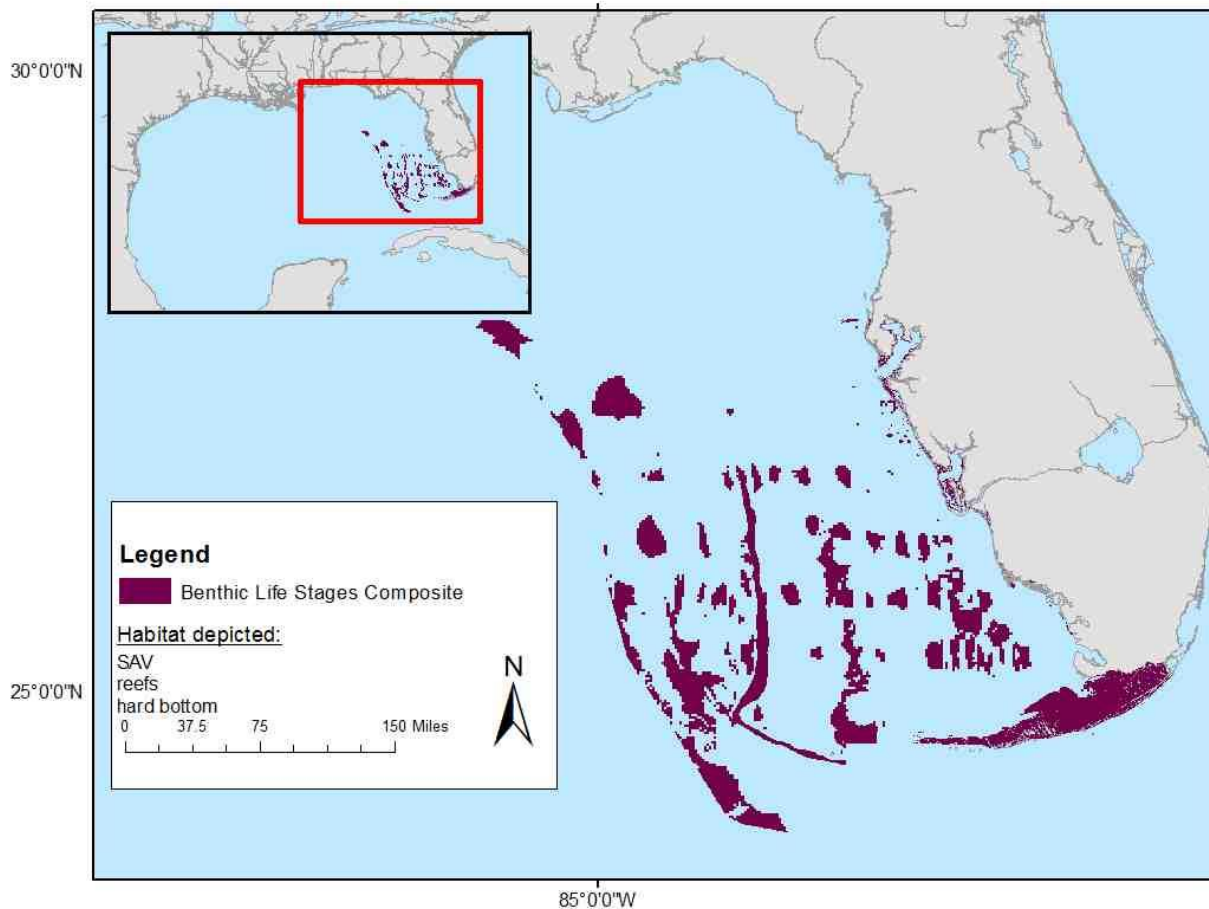 30°0'0"N
Legend
Benthic Life Stages Composite
Habitat depicted:
SAV
reefs
hard bottom
N
25°0'0"N
0 37.5 75 150 Miles
85°0'0"W